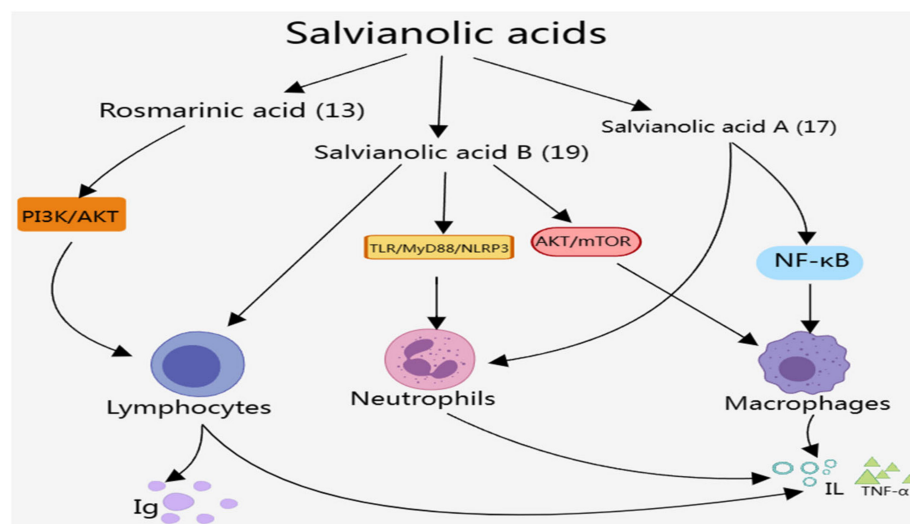 Salvianolic acids
Rosmarinic acid (13)
Salvianolic acid A (17)
Salvianolic acid B (19)
PI3K/AKT
TLR/MyD88/NLRP3
AKT/mTOR
NF-κB
Lymphocytes
Neutrophils
Macrophages
Ig
IL
TNF-α